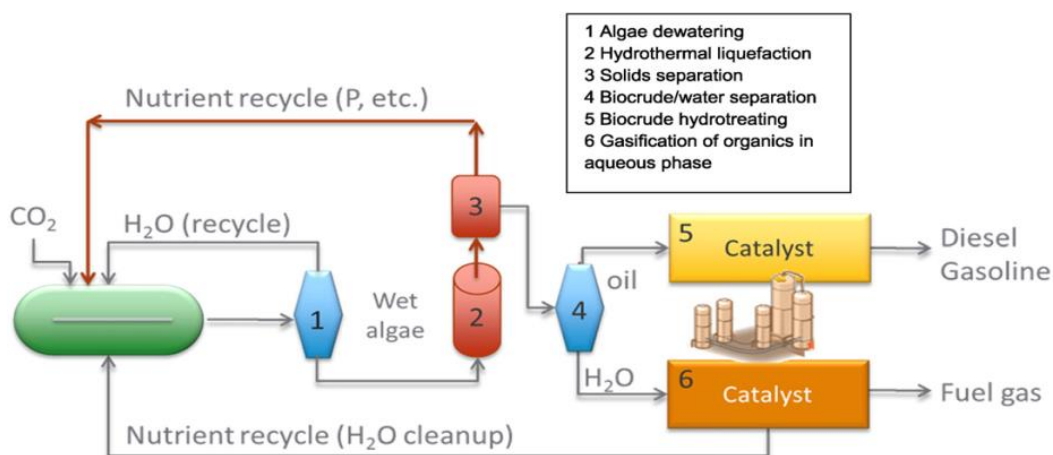 1 Algae dewatering
2 Hydrothermal liquefaction
3 Solids separation
4 Biocrude/water separation
5 Biocrude hydrotreating
6 Gasification of organics in
aqueous phase
Nutrient recycle (P, etc.)
CO₂
H₂O (recycle)
1
Wet
algae
2
3
4
oil
H₂O
5
Catalyst
Diesel
Gasoline
6
Catalyst
Fuel gas
Nutrient recycle (H₂O cleanup)